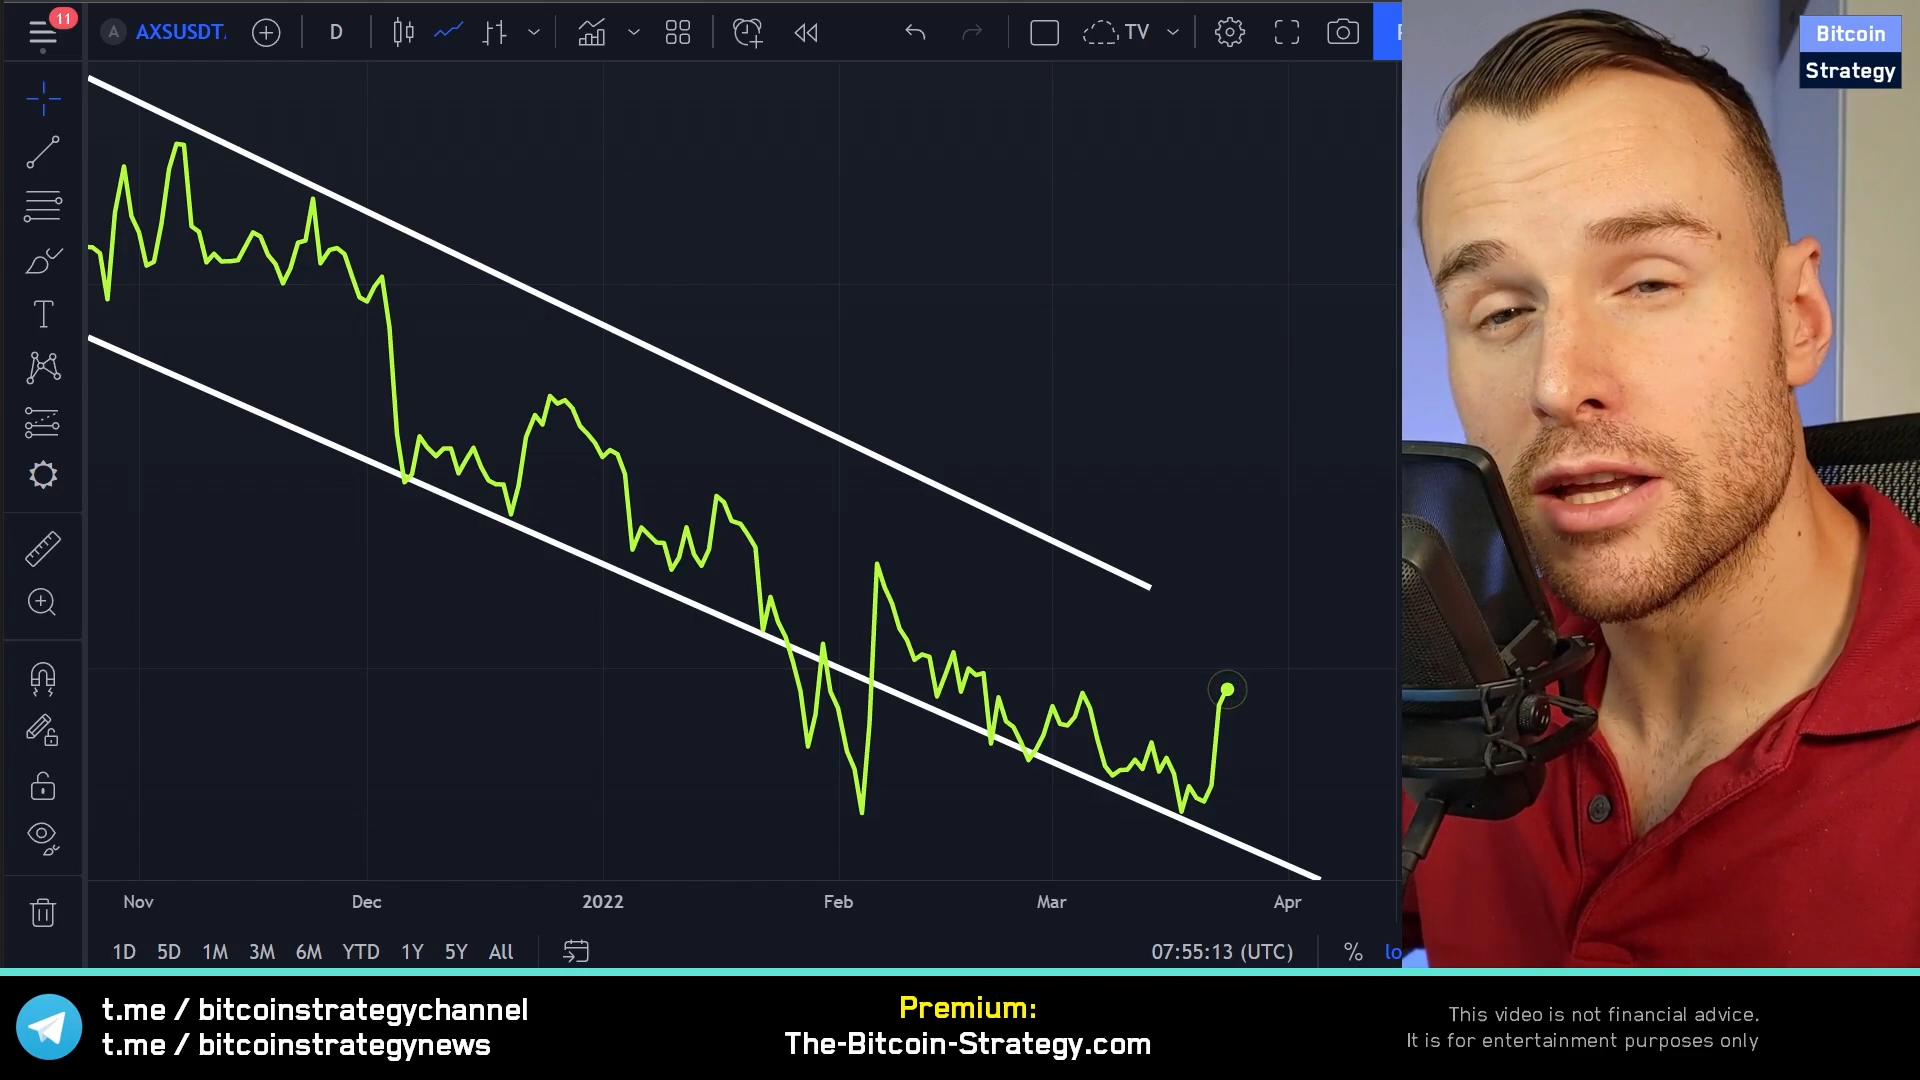 11
A AXSUSDT.
D
TV
Bitcoin
Strategy
T
Nov Dec 2022 Feb Mar Apr
1D 5D 1M 3M 6M YTD 1Y 5Y All 07:55:13 (UTC) % lo
t.me / bitcoinstrategychannel
t.me / bitcoinstrategynews
Premium:
The-Bitcoin-Strategy.com
This video is not financial advice.
It is for entertainment purposes only